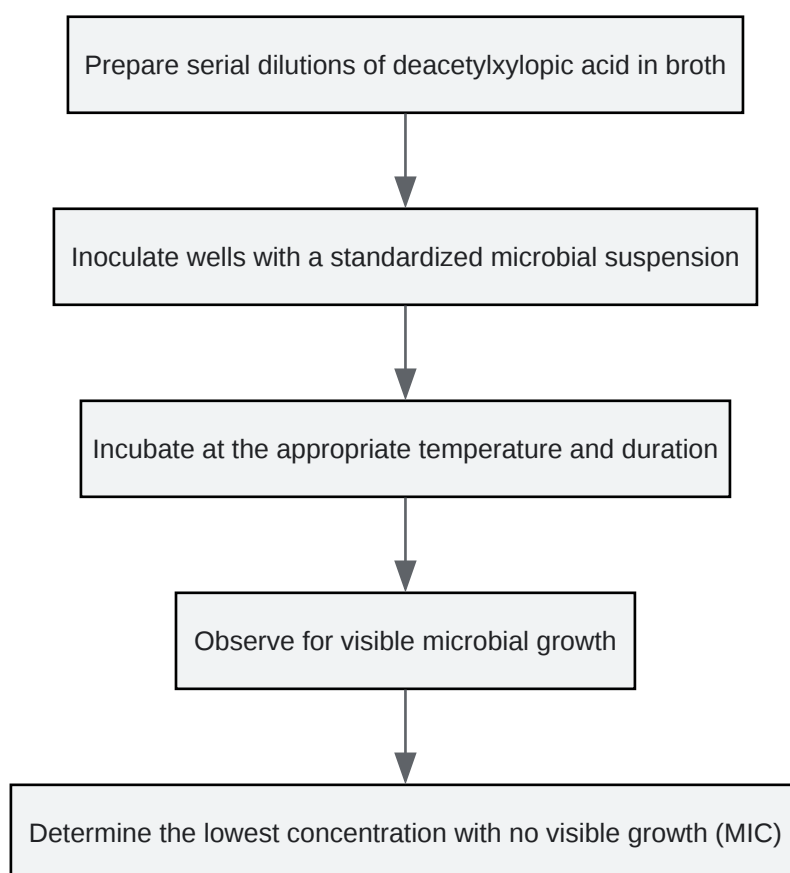 Prepare serial dilutions of deacetylxylopic acid in broth
Inoculate wells with a standardized microbial suspension
Incubate at the appropriate temperature and duration
Observe for visible microbial growth
Determine the lowest concentration with no visible growth (MIC)